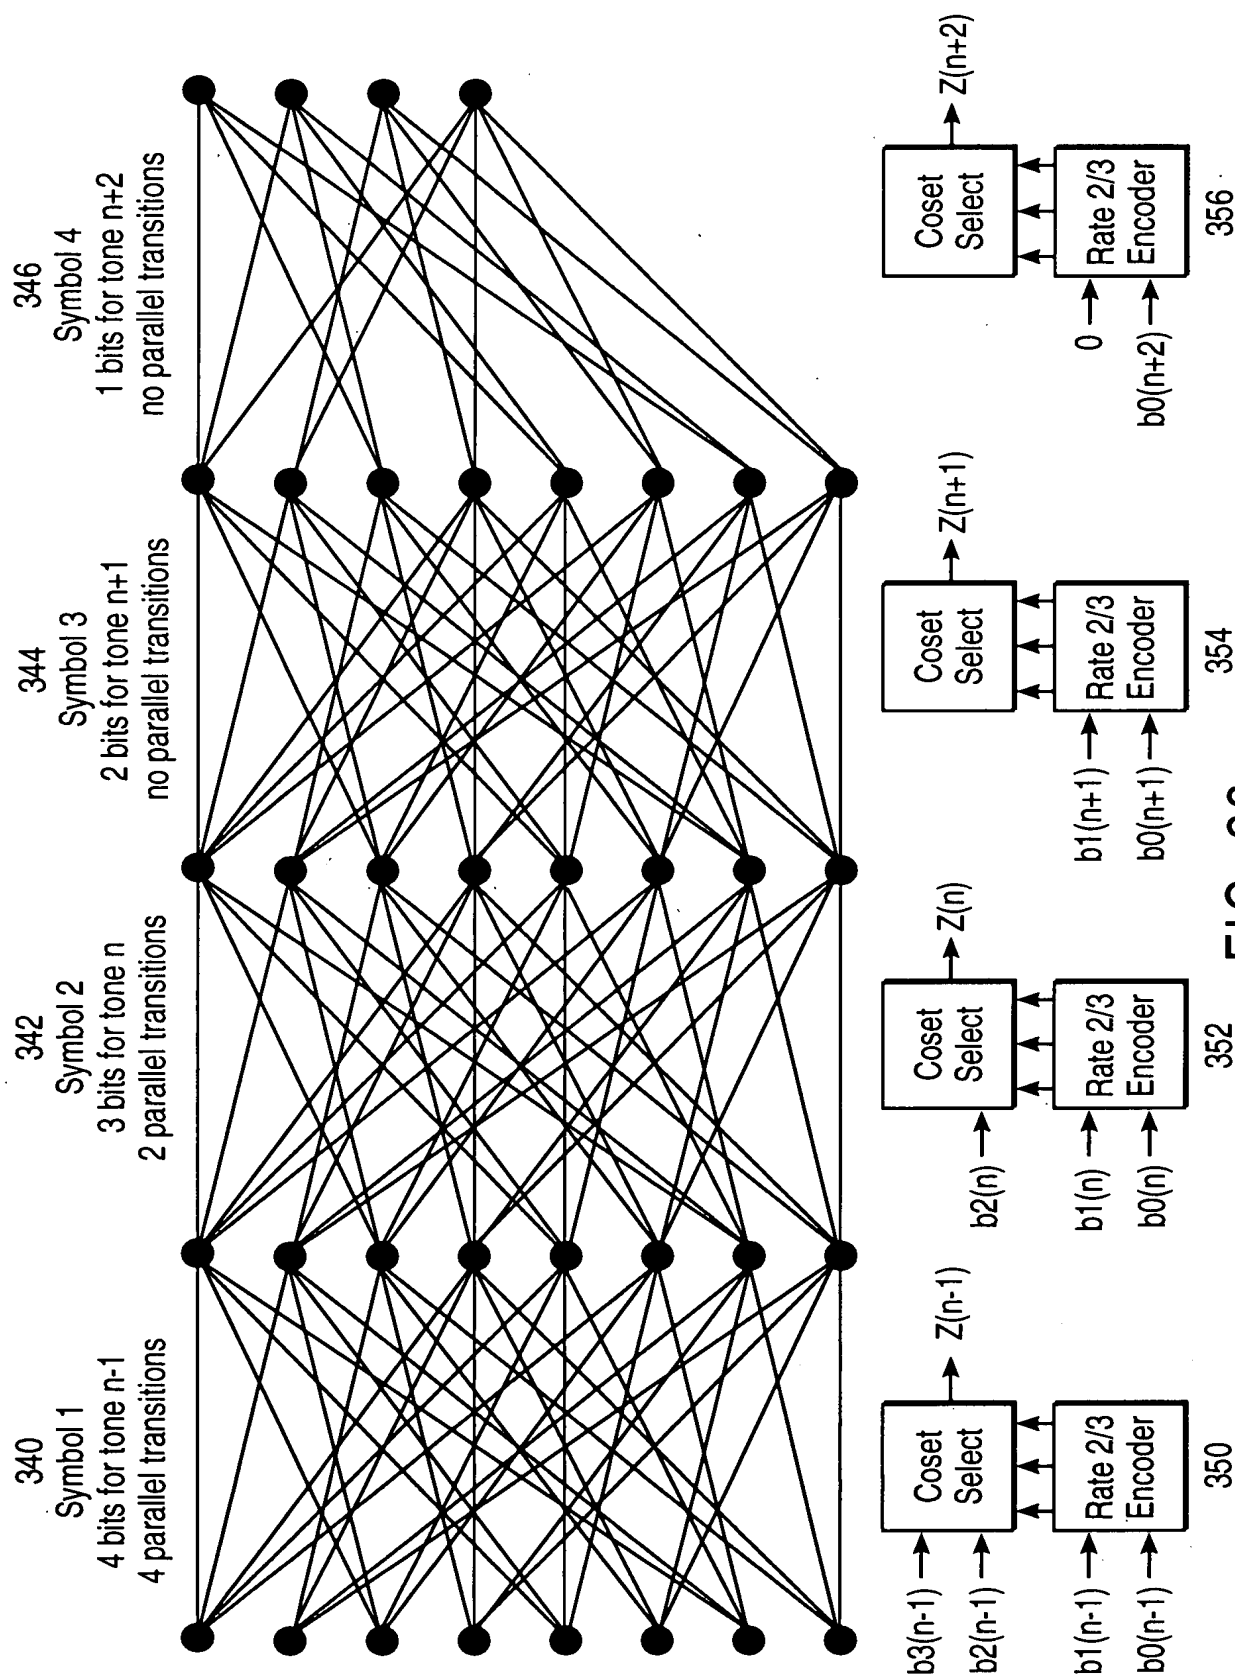 340
Symbol 1
4 bits for tone n-1
4 parallel transitions
342
Symbol 2
3 bits for tone n
2 parallel transitions
344
Symbol 3
2 bits for tone n+1
no parallel transitions
346
Symbol 4
1 bits for tone n+2
no parallel transitions
b3(n-1)
b2(n-1)
Coset
Select
Z(n-1)
b1(n-1)
b0(n-1)
Rate 2/3
Encoder
350
b2(n)
Coset
Select
Z(n)
b1(n)
b0(n)
Rate 2/3
Encoder
352
Coset
Select
Z(n+1)
b1(n+1)
b0(n+1)
Rate 2/3
Encoder
354
Coset
Select
Z(n+2)
0
b0(n+2)
Rate 2/3
Encoder
356